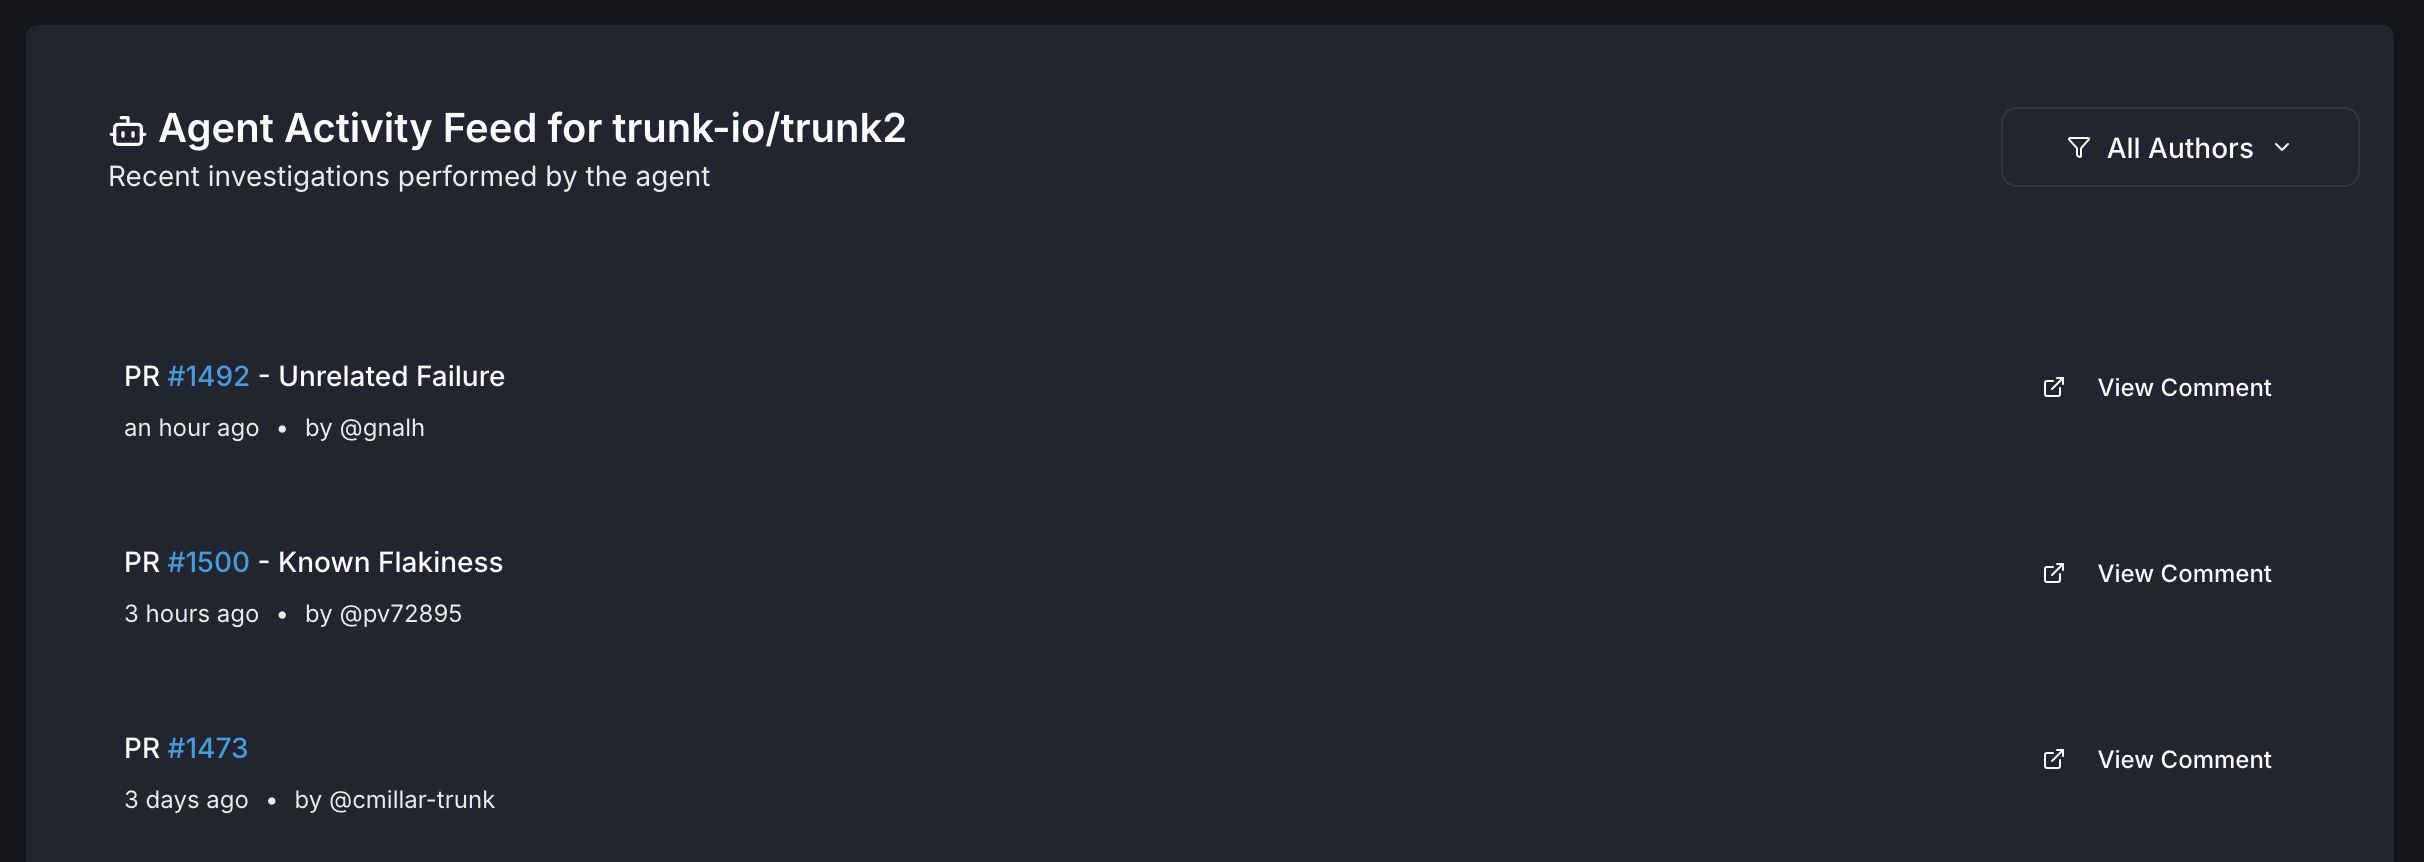 Agent Activity Feed for trunk-io/trunk2
Recent investigations performed by the agent
All Authors
PR #1492 - Unrelated Failure
an hour ago • by @gnalh
View Comment
PR #1500 - Known Flakiness
3 hours ago • by @pv72895
View Comment
PR #1473
3 days ago • by @cmillar-trunk
View Comment